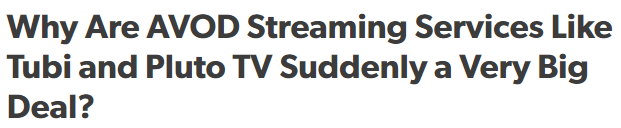 Why Are AVOD Streaming Services Like
Tubi and Pluto TV Suddenly a Very Big
Deal?